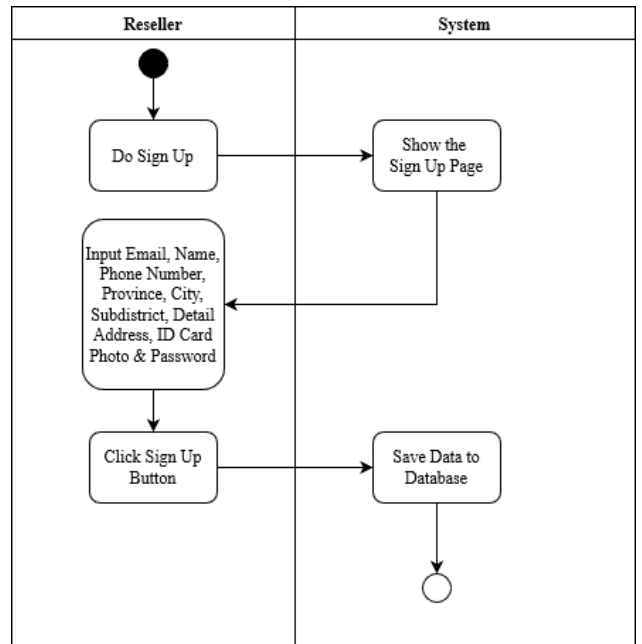 Reseller
System
Do Sign Up
Show the
Sign Up Page
Input Email, Name,
Phone Number,
Province, City,
Subdistrict, Detail
Address, ID Card
Photo & Password
Click Sign Up
Button
Save Data to
Database